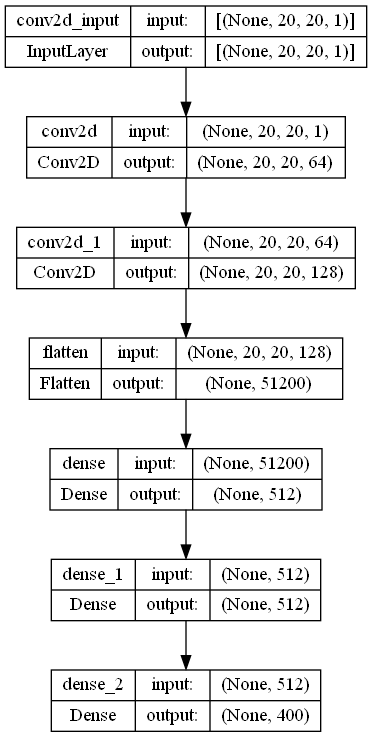 conv2d_input input: [(None, 20, 20, 1)]
InputLayer output: [(None, 20, 20, 1)]
conv2d input: (None, 20, 20, 1)
Conv2D output: (None, 20, 20, 64)
conv2d_1 input: (None, 20, 20, 64)
Conv2D output: (None, 20, 20, 128)
flatten input: (None, 20, 20, 128)
Flatten output: (None, 51200)
dense input: (None, 51200)
Dense output: (None, 512)
dense_1 input: (None, 512)
Dense output: (None, 512)
dense_2 input: (None, 512)
Dense output: (None, 400)